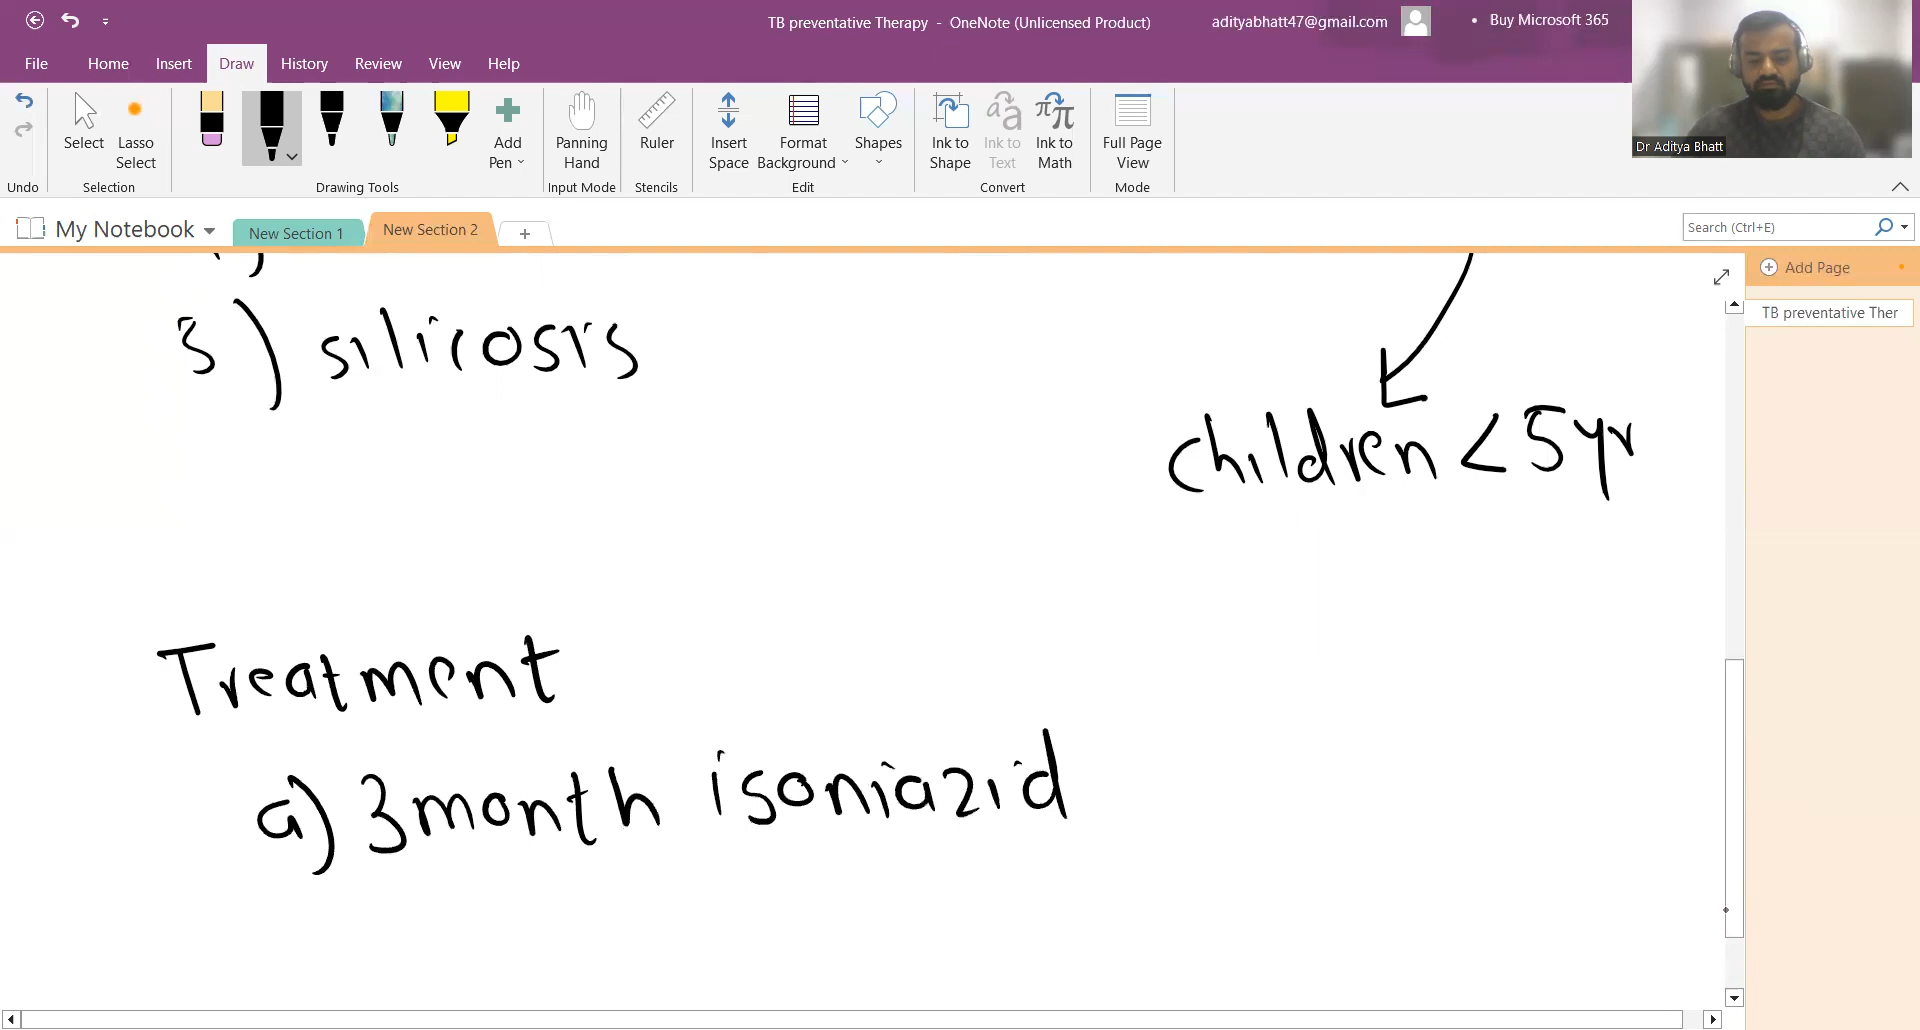 TB preventative Therapy - OneNote (Unlicensed Product)
adityabhatt47@gmail.com
• Buy Microsoft 365
File Home Insert Draw History Review View Help
Select
Lasso Select
Add Pen
Panning Hand
Ruler
Insert Space
Format Background
Shapes
Ink to Shape
Ink to Text
Ink to Math
Full Page View
Dr Aditya Bhatt
Undo Selection Drawing Tools Input Mode Stencils Edit Convert Mode
My Notebook New Section 1 New Section 2 +
Search (Ctrl+E)
Add Page
TB preventative Ther
3) silicosis
children < 5yr
Treatment
a) 3 month isoniazid